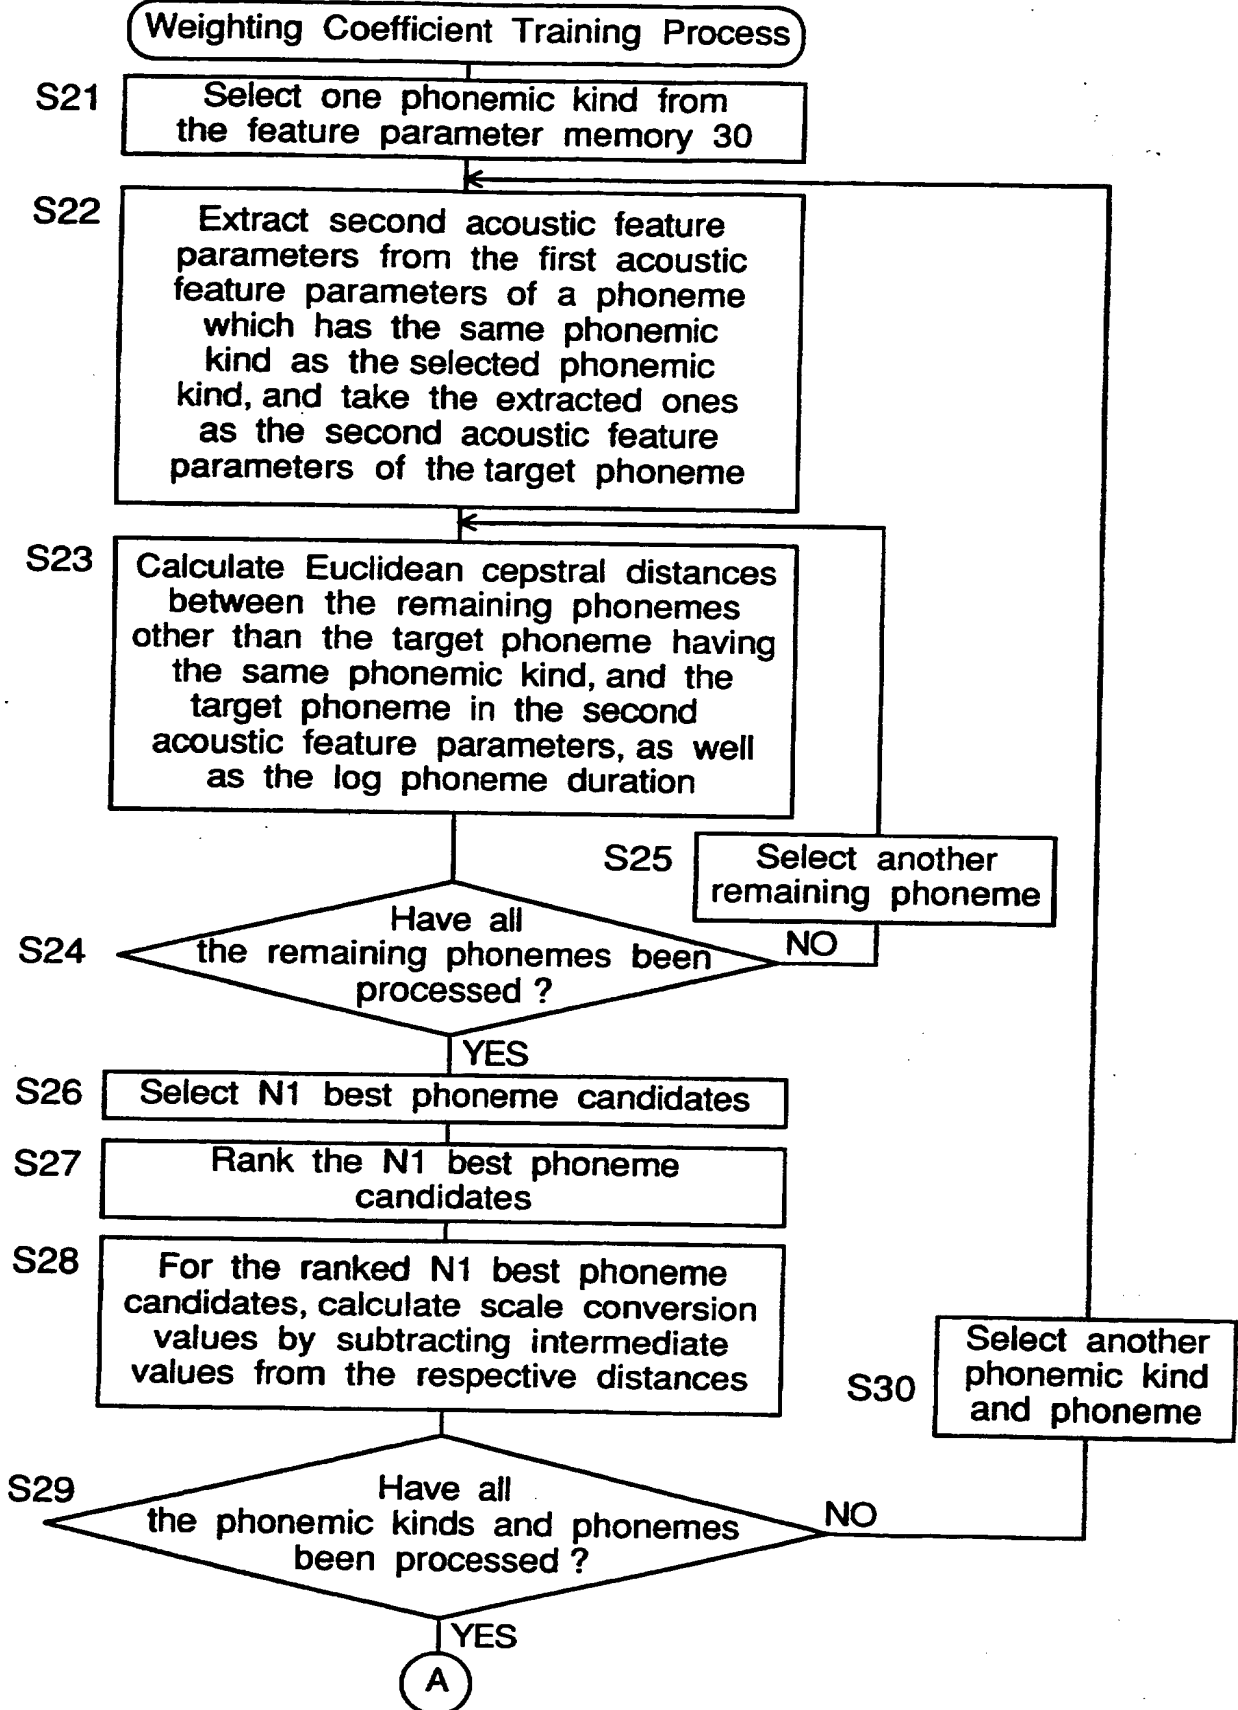 Weighting Coefficient Training Process
S21
Select one phonemic kind from
the feature parameter memory 30
S22
Extract second acoustic feature
parameters from the first acoustic
feature parameters of a phoneme
which has the same phonemic
kind as the selected phonemic
kind, and take the extracted ones
as the second acoustic feature
parameters of the target phoneme
S23
Calculate Euclidean cepstral distances
between the remaining phonemes
other than the target phoneme having
the same phonemic kind, and the
target phoneme in the second
acoustic feature parameters, as well
as the log phoneme duration
S25
Select another
remaining phoneme
S24
Have all
the remaining phonemes been
processed ?
NO
YES
S26
Select N1 best phoneme candidates
S27
Rank the N1 best phoneme
candidates
S28
For the ranked N1 best phoneme
candidates, calculate scale conversion
values by subtracting intermediate
values from the respective distances
S30
Select another
phonemic kind
and phoneme
S29
Have all
the phonemic kinds and phonemes
been processed ?
NO
YES
A